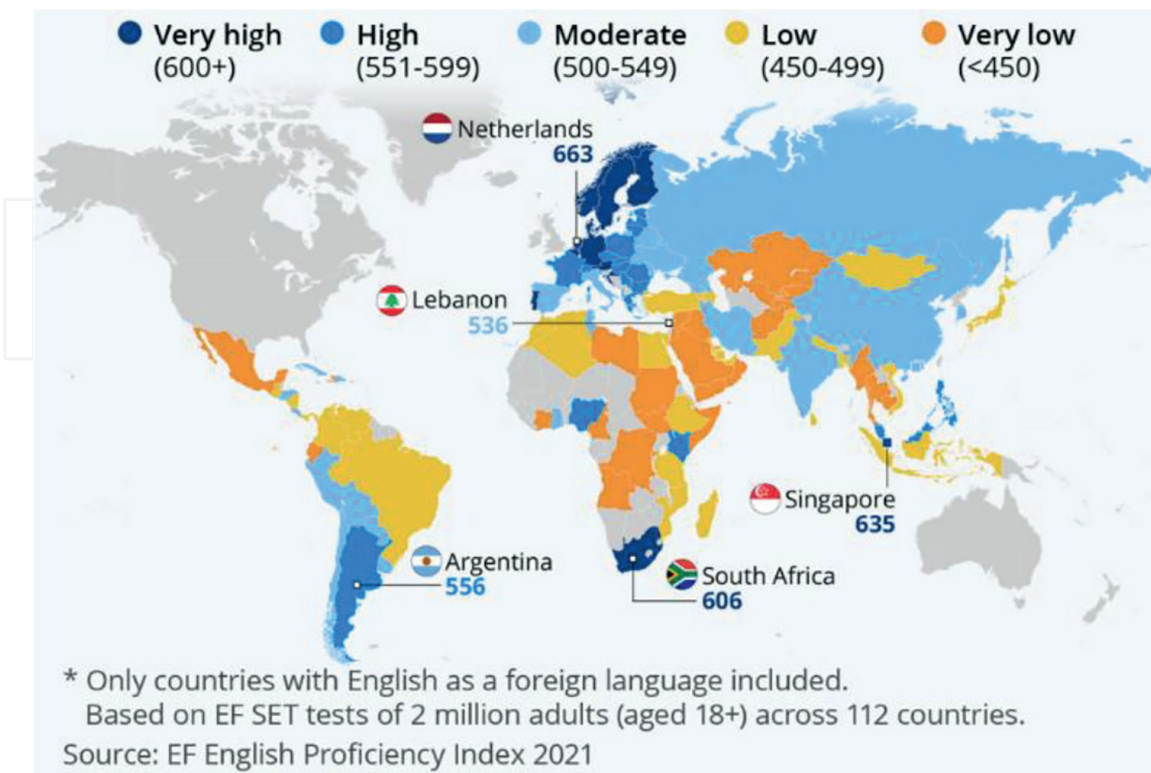 Very high High Moderate Low Very low
(600+) (551-599) (500-549) (450-499) (<450)
Netherlands
663
Lebanon
536
Singapore
635
Argentina
556
South Africa
606
* Only countries with English as a foreign language included.
Based on EF SET tests of 2 million adults (aged 18+) across 112 countries.
Source: EF English Proficiency Index 2021